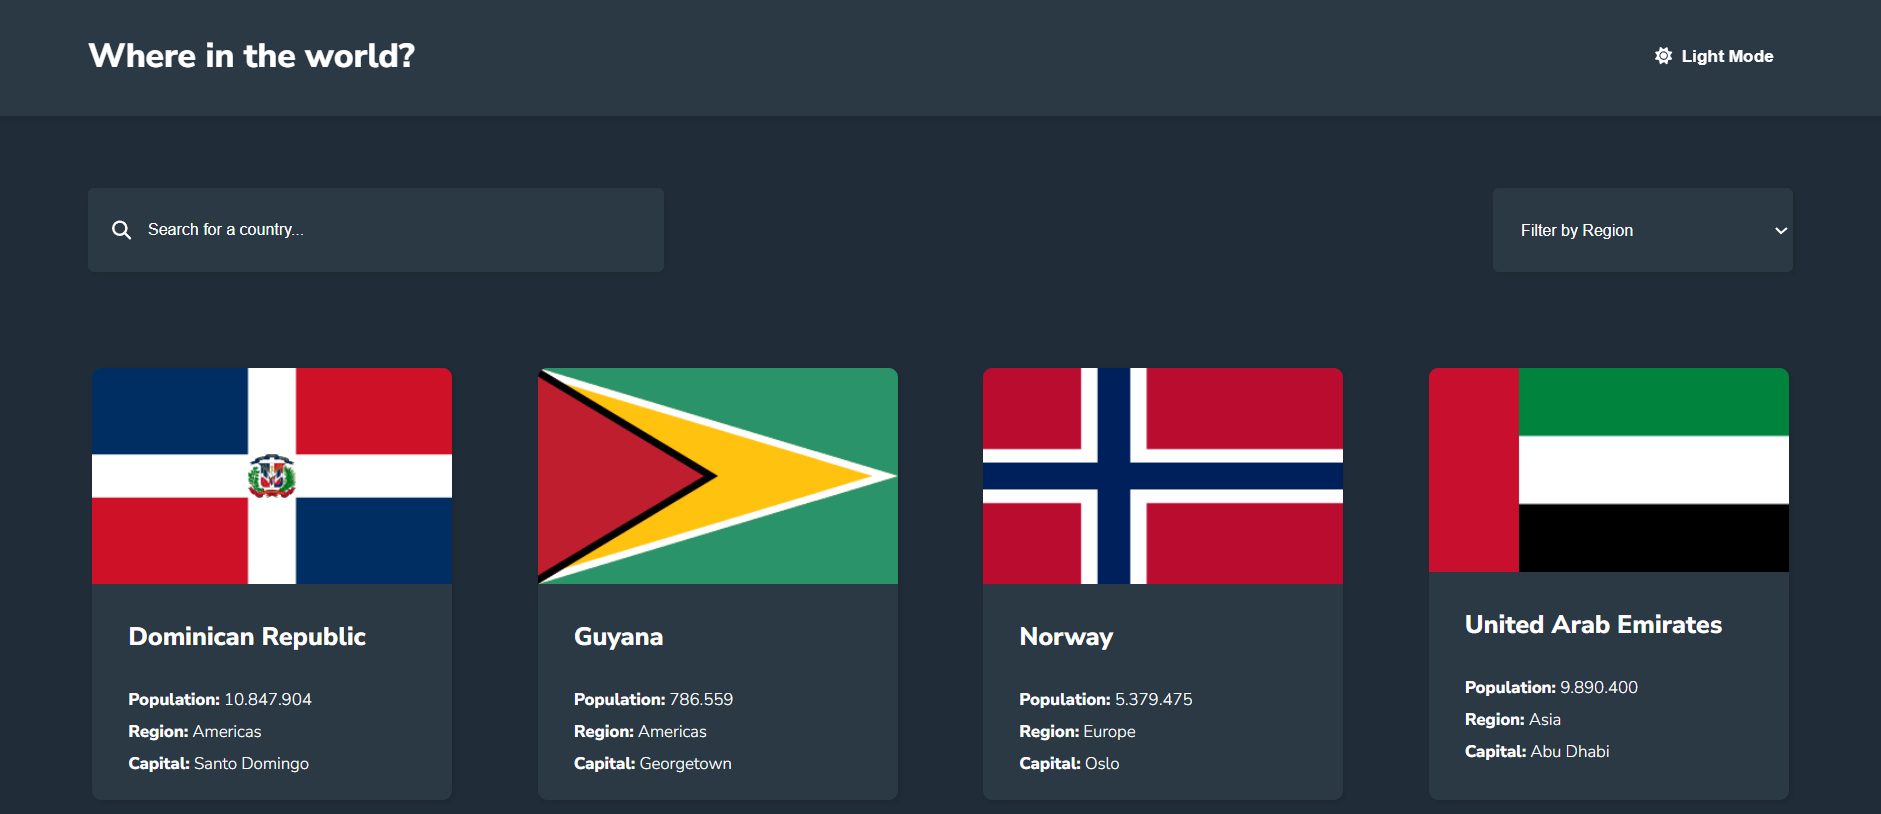 Where in the world?
Light Mode
Search for a country...
Filter by Region
Dominican Republic
Population: 10.847.904
Region: Americas
Capital: Santo Domingo
Guyana
Population: 786.559
Region: Americas
Capital: Georgetown
Norway
Population: 5.379.475
Region: Europe
Capital: Oslo
United Arab Emirates
Population: 9.890.400
Region: Asia
Capital: Abu Dhabi